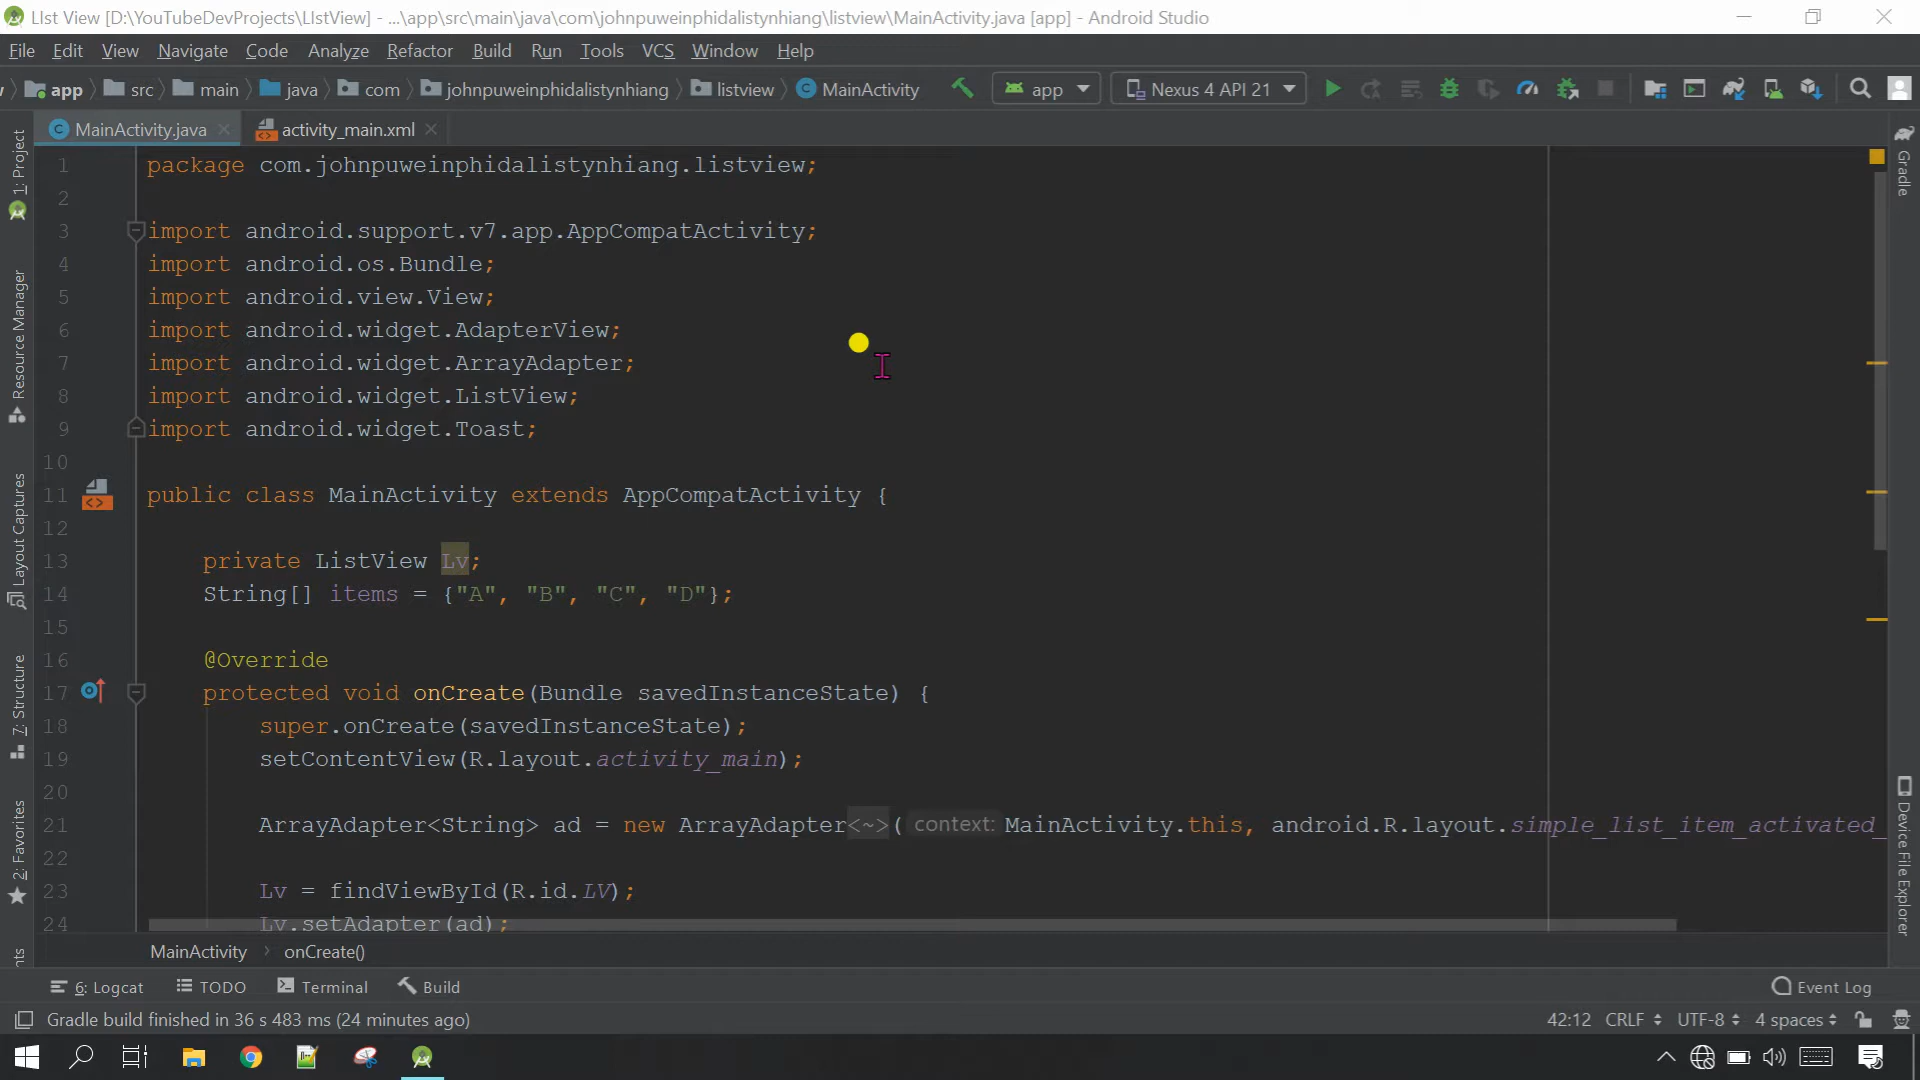 LIst View [D:\YouTubeDevProjects\LIstView] - ...\app\src\main\java\com\johnpuweinphidalistynhiang\listview\MainActivity.java [app] - Android Studio
File Edit View Navigate Code Analyze Refactor Build Run Tools VCS Window Help
app src main java com johnpuweinphidalistynhiang listview MainActivity app Nexus 4 API 21
MainActivity.java activity_main.xml
1 package com.johnpuweinphidalistynhiang.listview;
2
3 import android.support.v7.app.AppCompatActivity;
4 import android.os.Bundle;
5 import android.view.View;
6 import android.widget.AdapterView;
7 import android.widget.ArrayAdapter;
8 import android.widget.ListView;
9 import android.widget.Toast;
10
11 public class MainActivity extends AppCompatActivity {
12
13 private ListView Lv;
14 String[] items = {"A", "B", "C", "D"};
15
16 @Override
17 protected void onCreate(Bundle savedInstanceState) {
18 super.onCreate(savedInstanceState);
19 setContentView(R.layout.activity_main);
20
21 ArrayAdapter<String> ad = new ArrayAdapter<~>( context: MainActivity.this, android.R.layout.simple_list_item_activated_
22
23 Lv = findViewById(R.id.LV);
24 Lv.setAdapter(ad);
MainActivity › onCreate()
6: Logcat TODO Terminal Build Event Log
Gradle build finished in 36 s 483 ms (24 minutes ago) 42:12 CRLF UTF-8 4 spaces
1: Project
Resource Manager
Layout Captures
7: Structure
2: Favorites
nts
Gradle
Device File Explorer